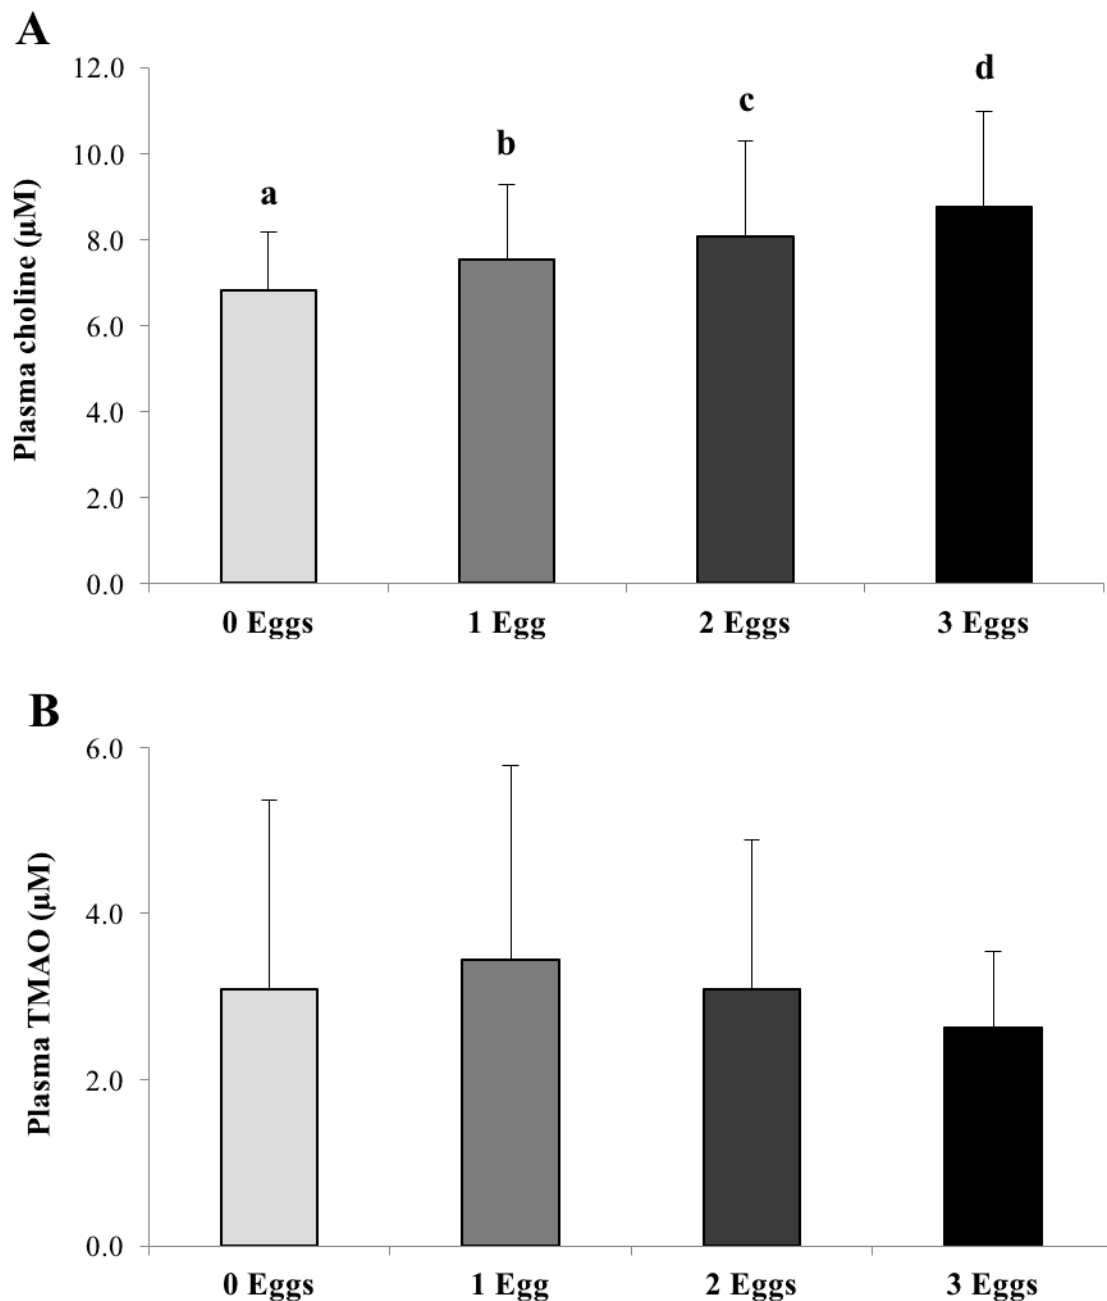 A
12.0
10.0
8.0
6.0
4.0
2.0
0.0
Plasma choline (µM)
a
b
c
d
0 Eggs 1 Egg 2 Eggs 3 Eggs
B
6.0
4.0
2.0
0.0
Plasma TMAO (µM)
0 Eggs 1 Egg 2 Eggs 3 Eggs